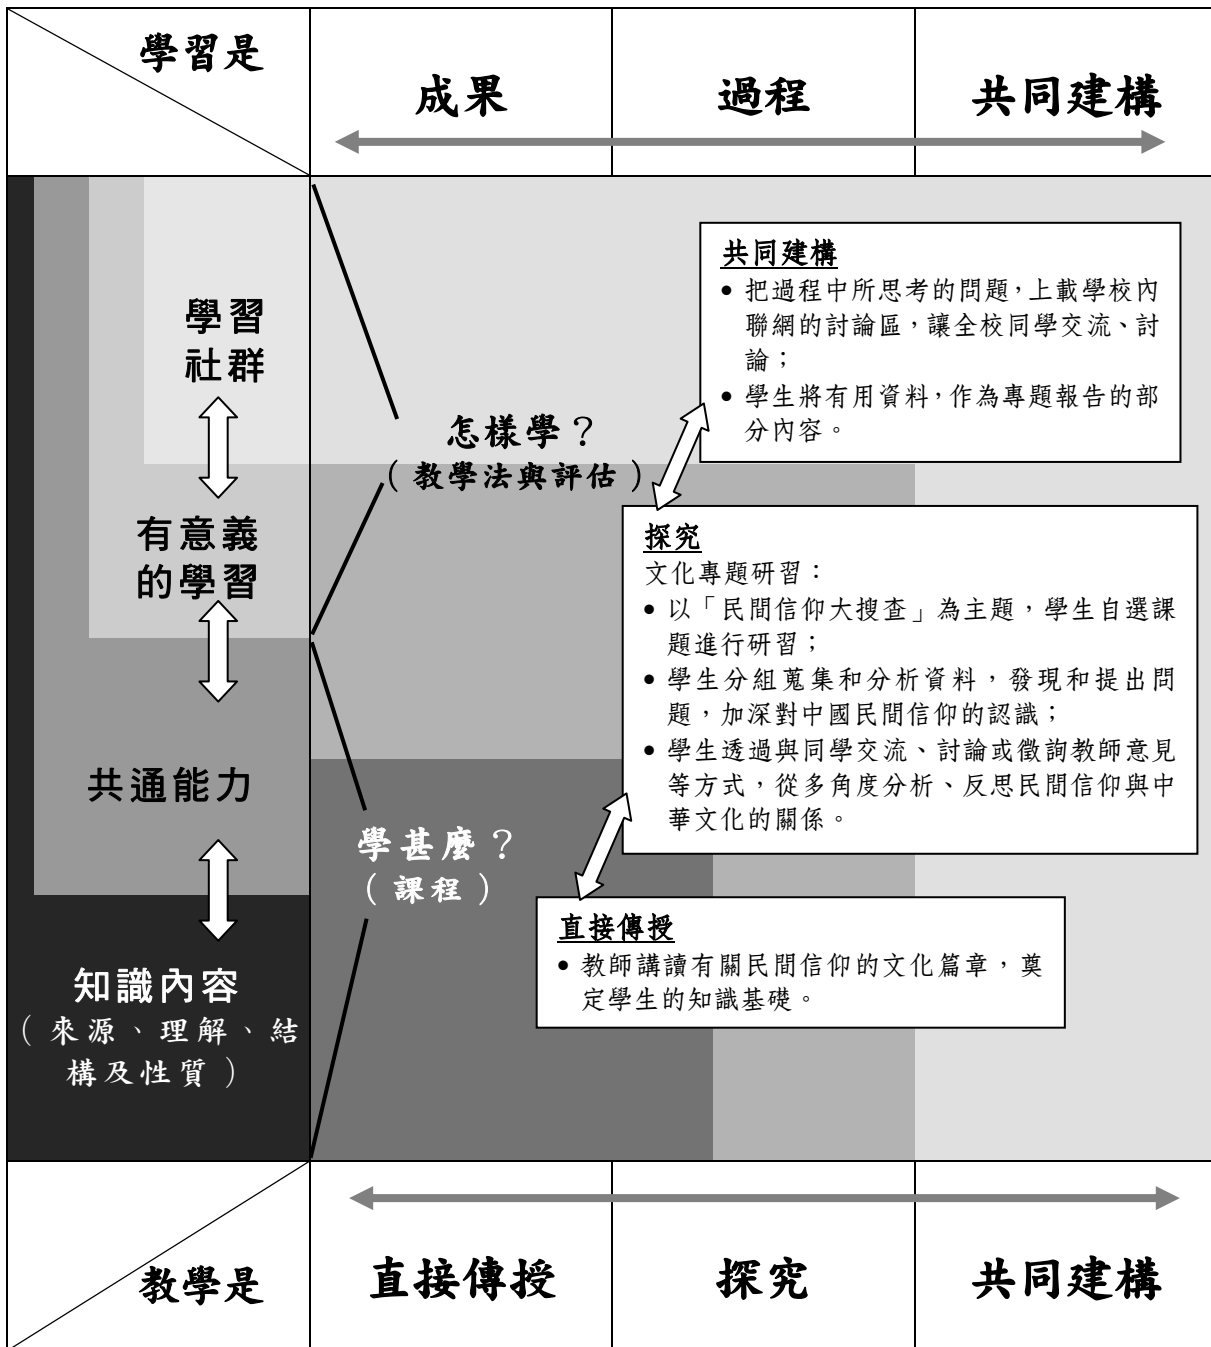 學習是
成果
過程
共同建構
學習
社群
有意義
的學習
共通能力
知識內容
（來源、理解、結
構及性質）
怎樣學？
（教學法與評估）
學甚麼？
（課程）
共同建構
• 把過程中所思考的問題，上載學校內
聯網的討論區，讓全校同學交流、討
論；
• 學生將有用資料，作為專題報告的部
分內容。
探究
文化專題研習：
• 以「民間信仰大搜查」為主題，學生自選課
題進行研習；
• 學生分組蒐集和分析資料，發現和提出問
題，加深對中國民間信仰的認識；
• 學生透過與同學交流、討論或徵詢教師意見
等方式，從多角度分析、反思民間信仰與中
華文化的關係。
直接傳授
• 教師講讀有關民間信仰的文化篇章，奠
定學生的知識基礎。
教學是
直接傳授
探究
共同建構